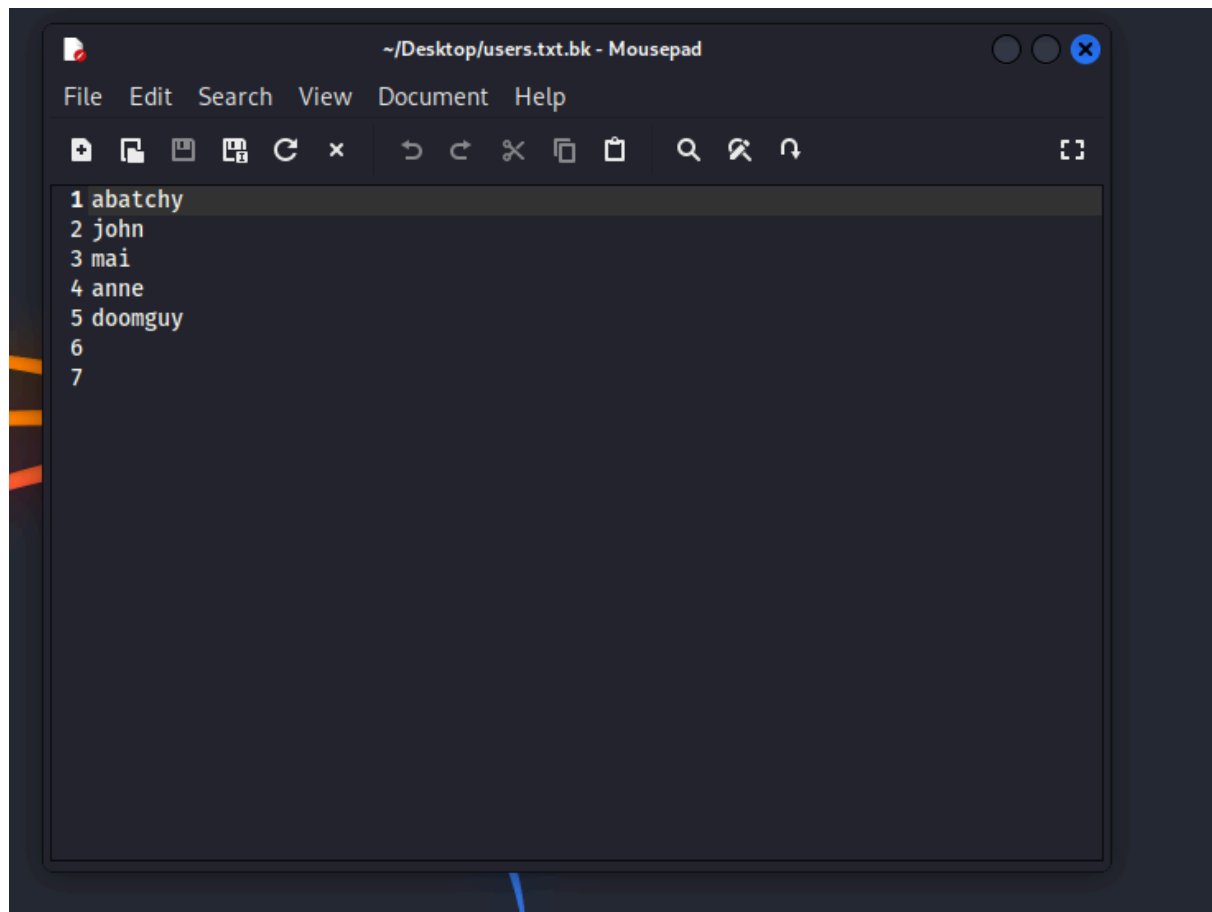 ~/Desktop/users.txt.bk - Mousepad
File Edit Search View Document Help
1 abatchy
2 john
3 mai
4 anne
5 doomguy
6
7